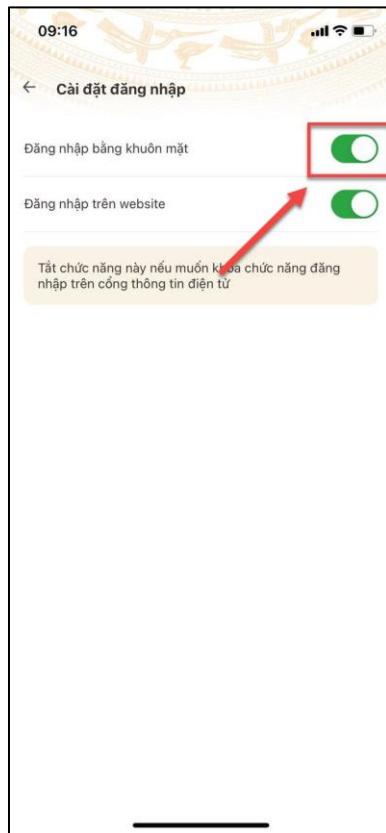 09:16
Cài đặt đăng nhập
Đăng nhập bằng khuôn mặt
Đăng nhập trên website
Tắt chức năng này nếu muốn khóa chức năng đăng
nhập trên cổng thông tin điện tử